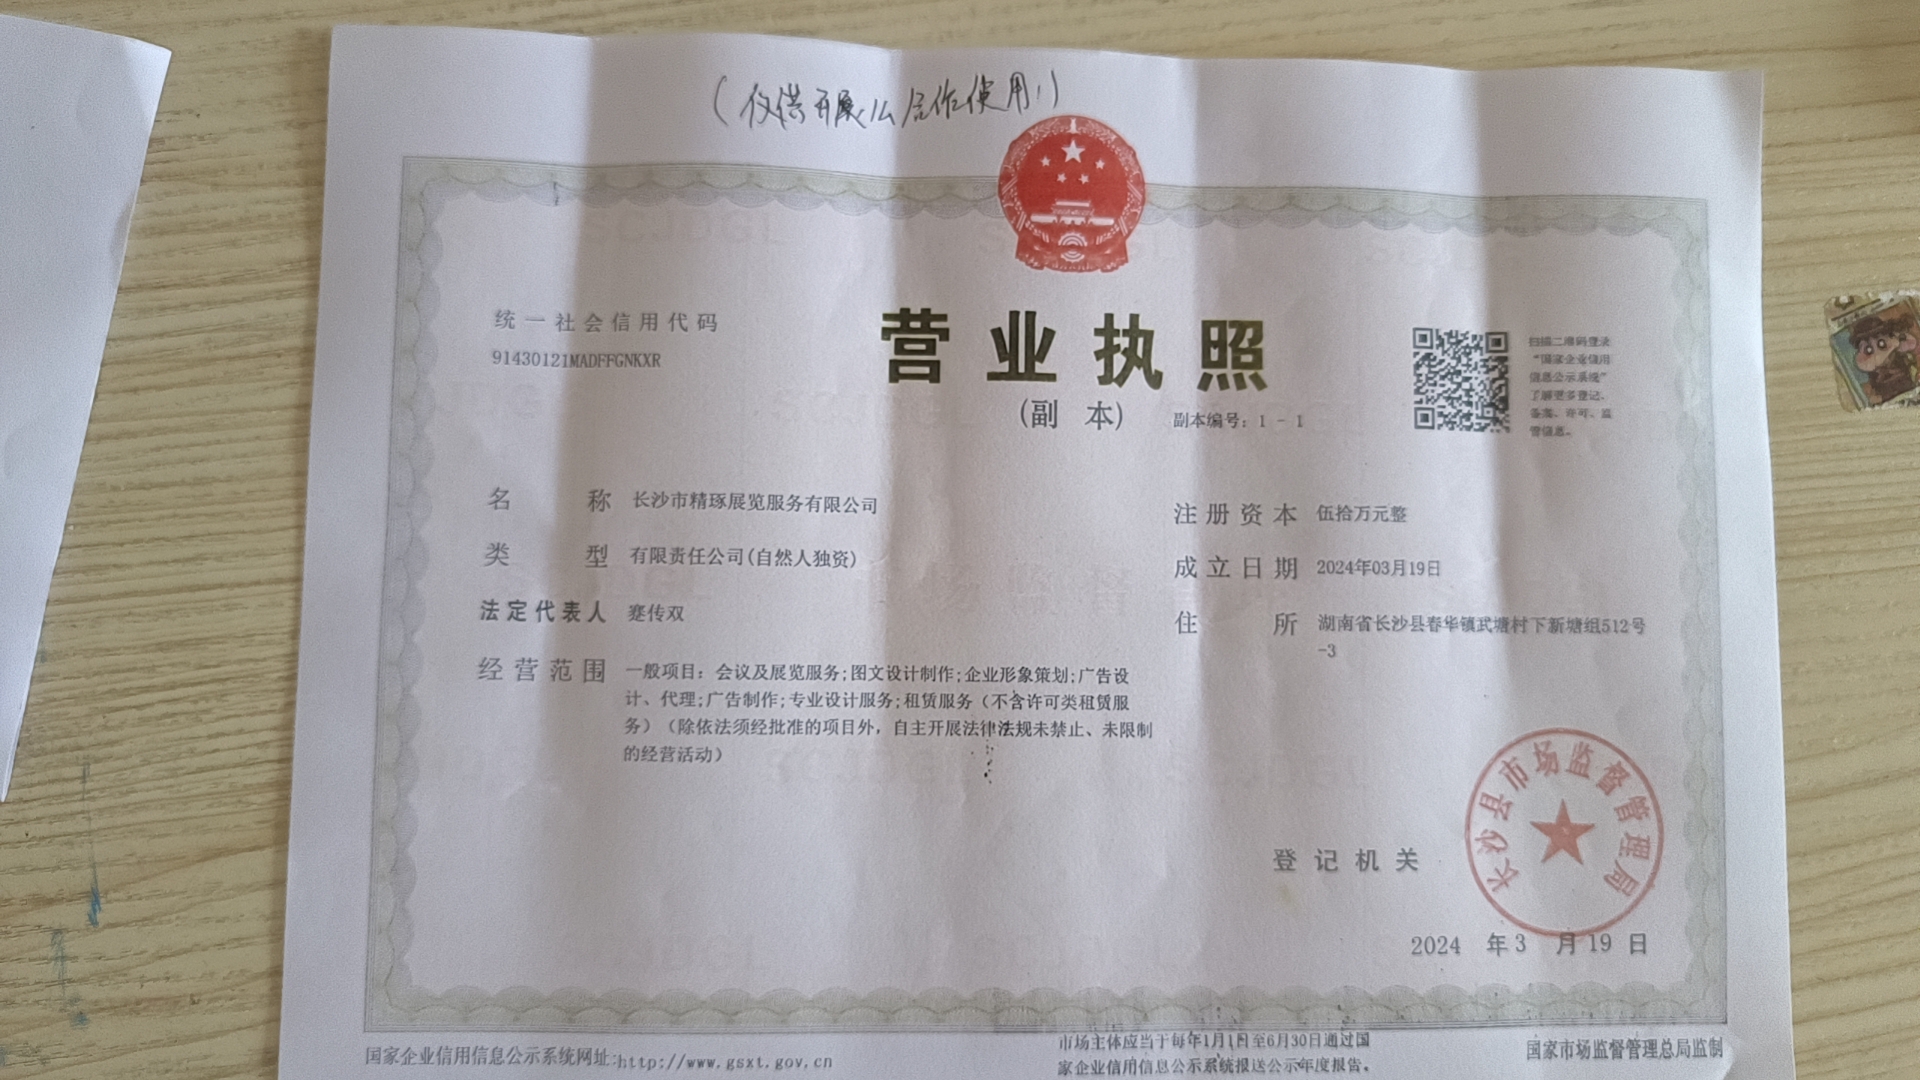 （仅供开展公司合作使用！）
统一社会信用代码
91430121MADFFGNKXR
营业执照
（副 本） 副本编号：1 - 1
扫描二维码登录
“国家企业信用
信息公示系统”
了解更多登记、
备案、许可、监
管信息。
名 称 长沙市精琢展览服务有限公司
类 型 有限责任公司(自然人独资)
法定代表人 蹇传双
经营范围 一般项目：会议及展览服务;图文设计制作;企业形象策划;广告设
计、代理;广告制作;专业设计服务;租赁服务（不含许可类租赁服
务）（除依法须经批准的项目外，自主开展法律法规未禁止、未限制
的经营活动）
注册资本 伍拾万元整
成立日期 2024年03月19日
住 所 湖南省长沙县春华镇武塘村下新塘组512号
-3
登记机关
长沙县市场监督管理局
2024 年 3 月 19 日
国家企业信用信息公示系统网址:http://www.gsxt.gov.cn
市场主体应当于每年1月1日至6月30日通过国
家企业信用信息公示系统报送公示年度报告。
国家市场监督管理总局监制